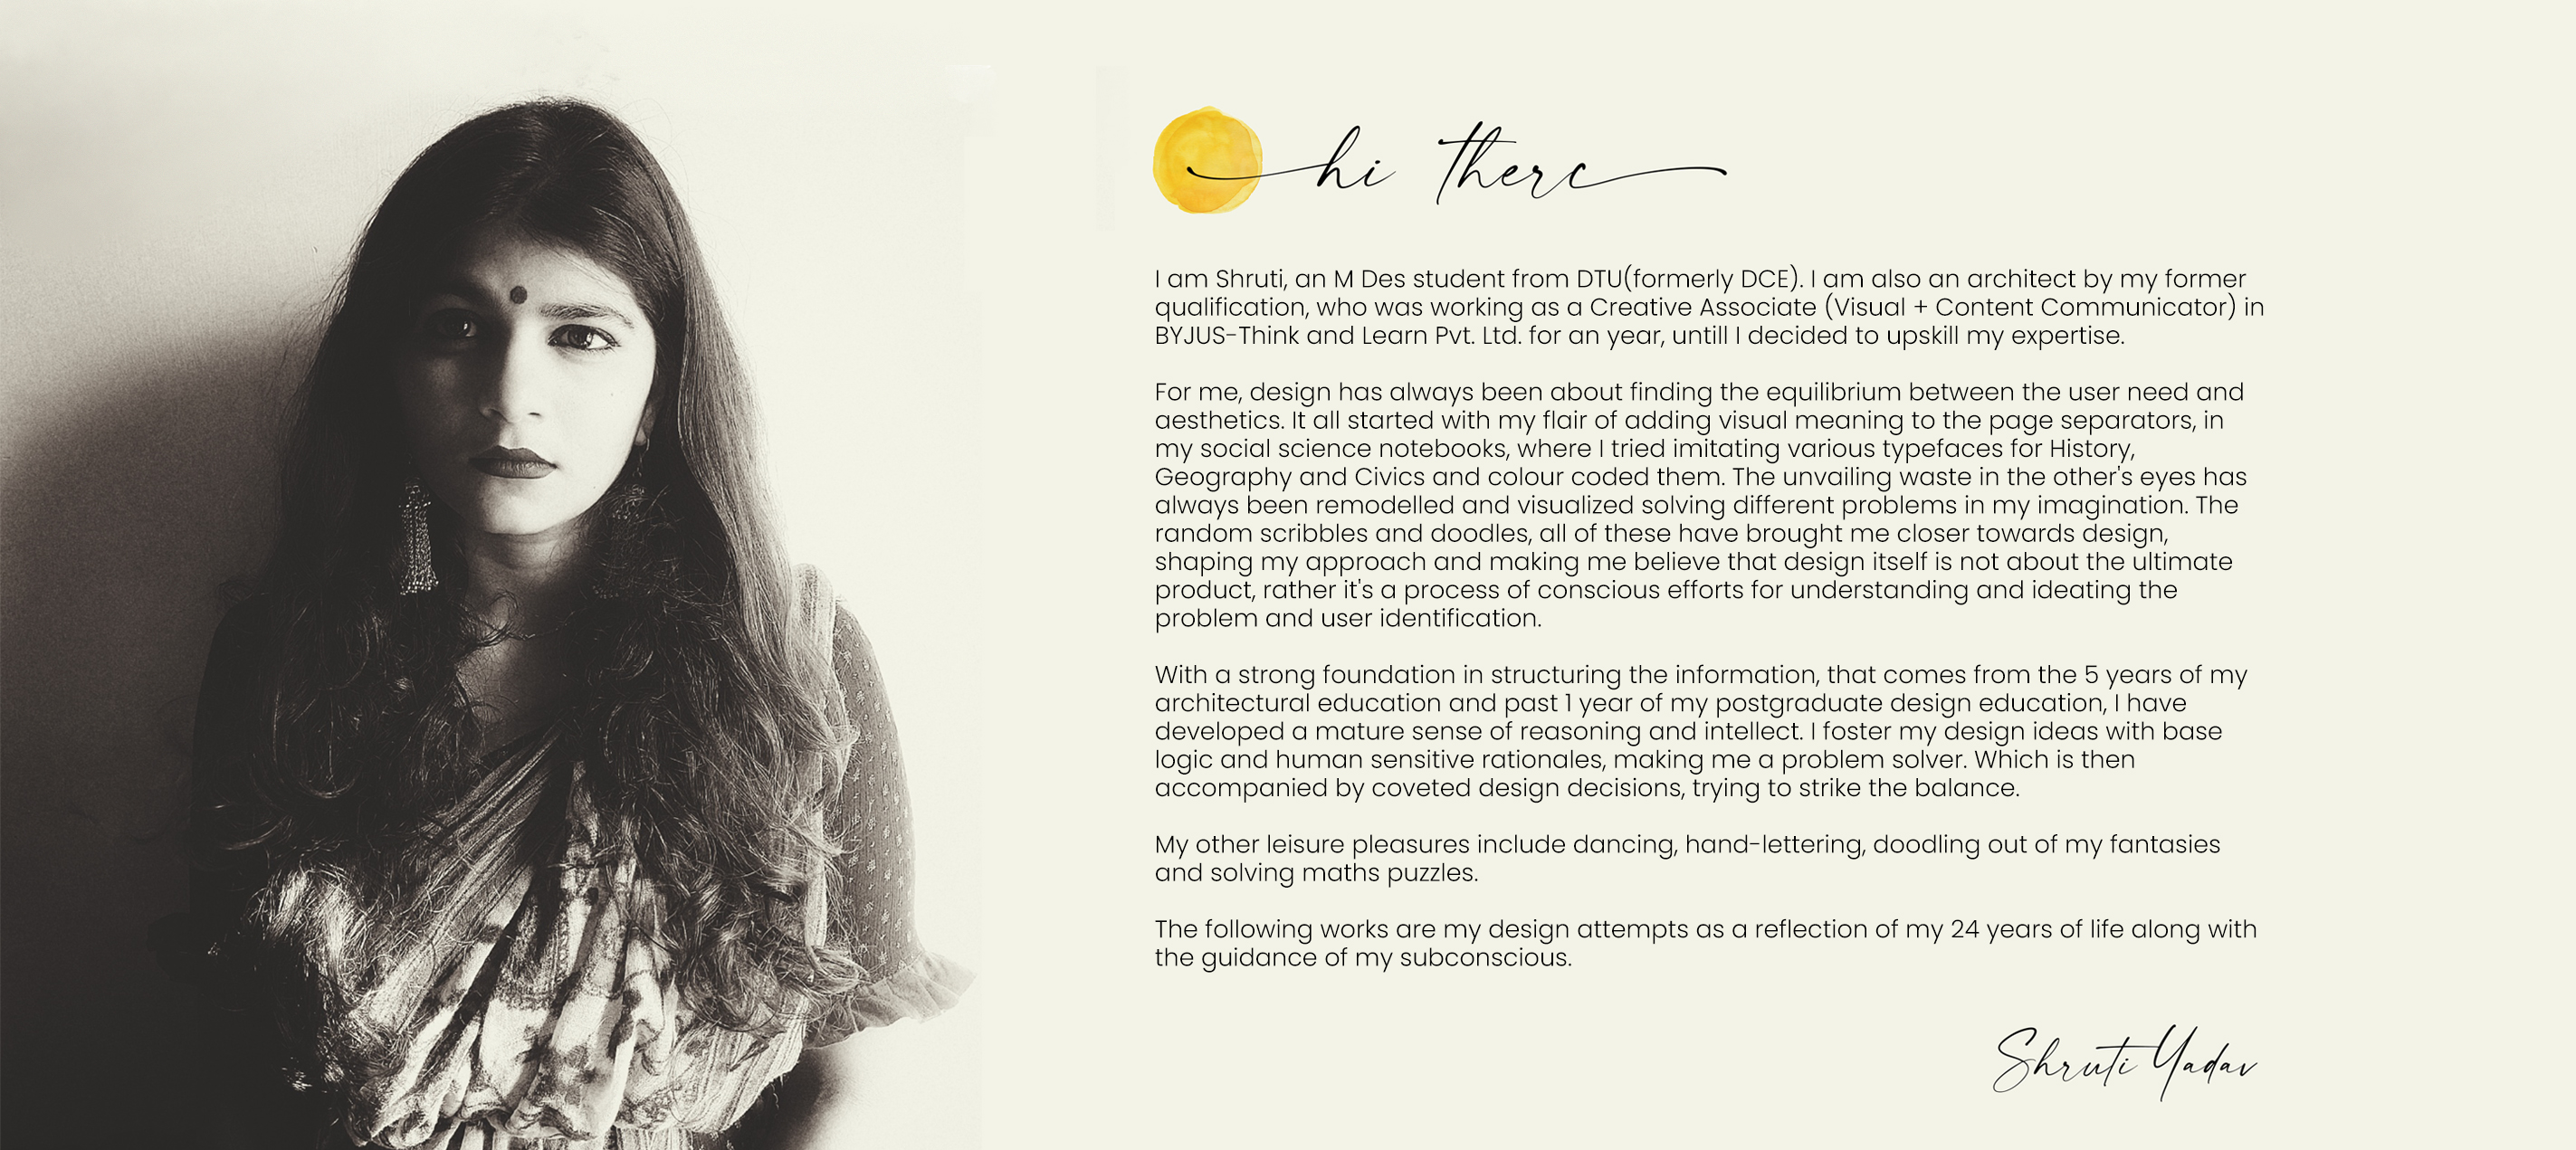 hi there
I am Shruti, an M Des student from DTU(formerly DCE). I am also an architect by my former
qualification, who was working as a Creative Associate (Visual + Content Communicator) in
BYJUS-Think and Learn Pvt. Ltd. for an year, untill I decided to upskill my expertise.
For me, design has always been about finding the equilibrium between the user need and
aesthetics. It all started with my flair of adding visual meaning to the page separators, in
my social science notebooks, where I tried imitating various typefaces for History,
Geography and Civics and colour coded them. The unvailing waste in the other's eyes has
always been remodelled and visualized solving different problems in my imagination. The
random scribbles and doodles, all of these have brought me closer towards design,
shaping my approach and making me believe that design itself is not about the ultimate
product, rather it's a process of conscious efforts for understanding and ideating the
problem and user identification.
With a strong foundation in structuring the information, that comes from the 5 years of my
architectural education and past 1 year of my postgraduate design education, I have
developed a mature sense of reasoning and intellect. I foster my design ideas with base
logic and human sensitive rationales, making me a problem solver. Which is then
accompanied by coveted design decisions, trying to strike the balance.
My other leisure pleasures include dancing, hand-lettering, doodling out of my fantasies
and solving maths puzzles.
The following works are my design attempts as a reflection of my 24 years of life along with
the guidance of my subconscious.
Shruti Yadav